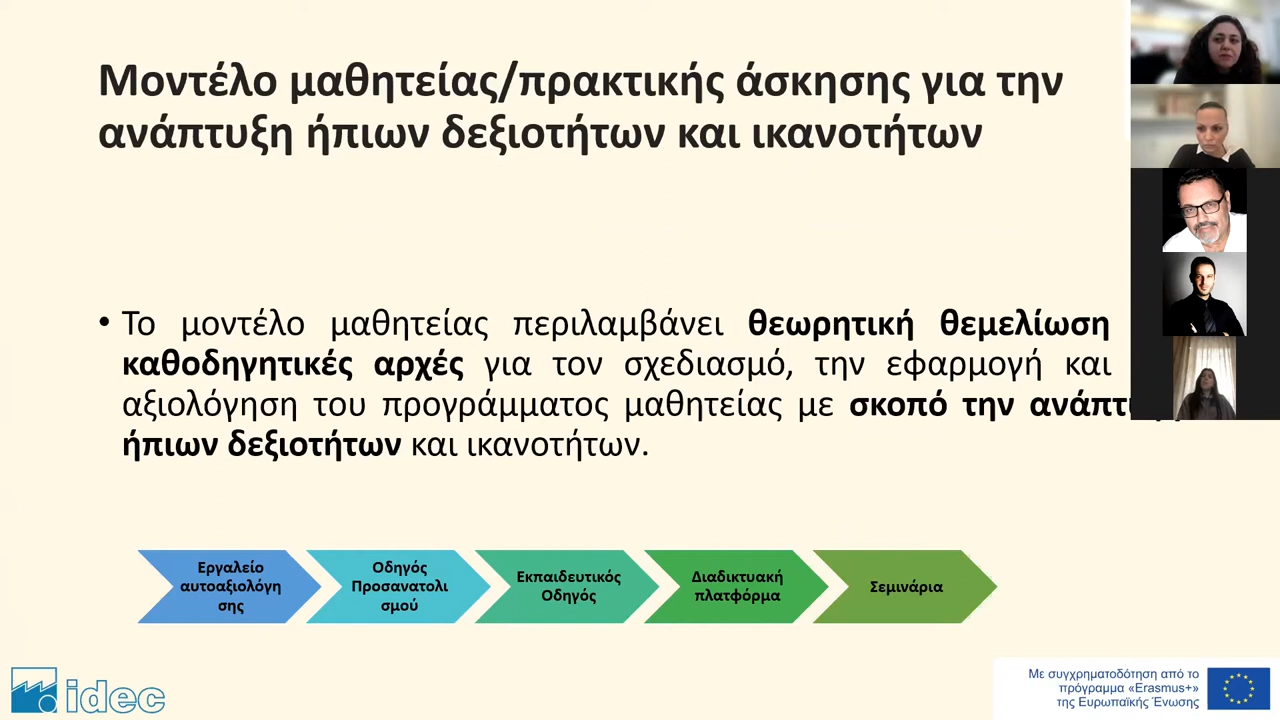 Μοντέλο μαθητείας/πρακτικής άσκησης για την
ανάπτυξη ήπιων δεξιοτήτων και ικανοτήτων
• Το μοντέλο μαθητείας περιλαμβάνει θεωρητική θεμελίωση
καθοδηγητικές αρχές για τον σχεδιασμό, την εφαρμογή και
αξιολόγηση του προγράμματος μαθητείας με σκοπό την
ήπιων δεξιοτήτων και ικανοτήτων.
Εργαλείο
αυτοαξιολόγη
σης
Οδηγός
Προσανατολι
σμού
Εκπαιδευτικός
Οδηγός
Διαδικτυακή
πλατφόρμα
Σεμινάρια
idec
Με συγχρηματοδότηση από το
πρόγραμμα «Erasmus+»
της Ευρωπαϊκής Ένωσης